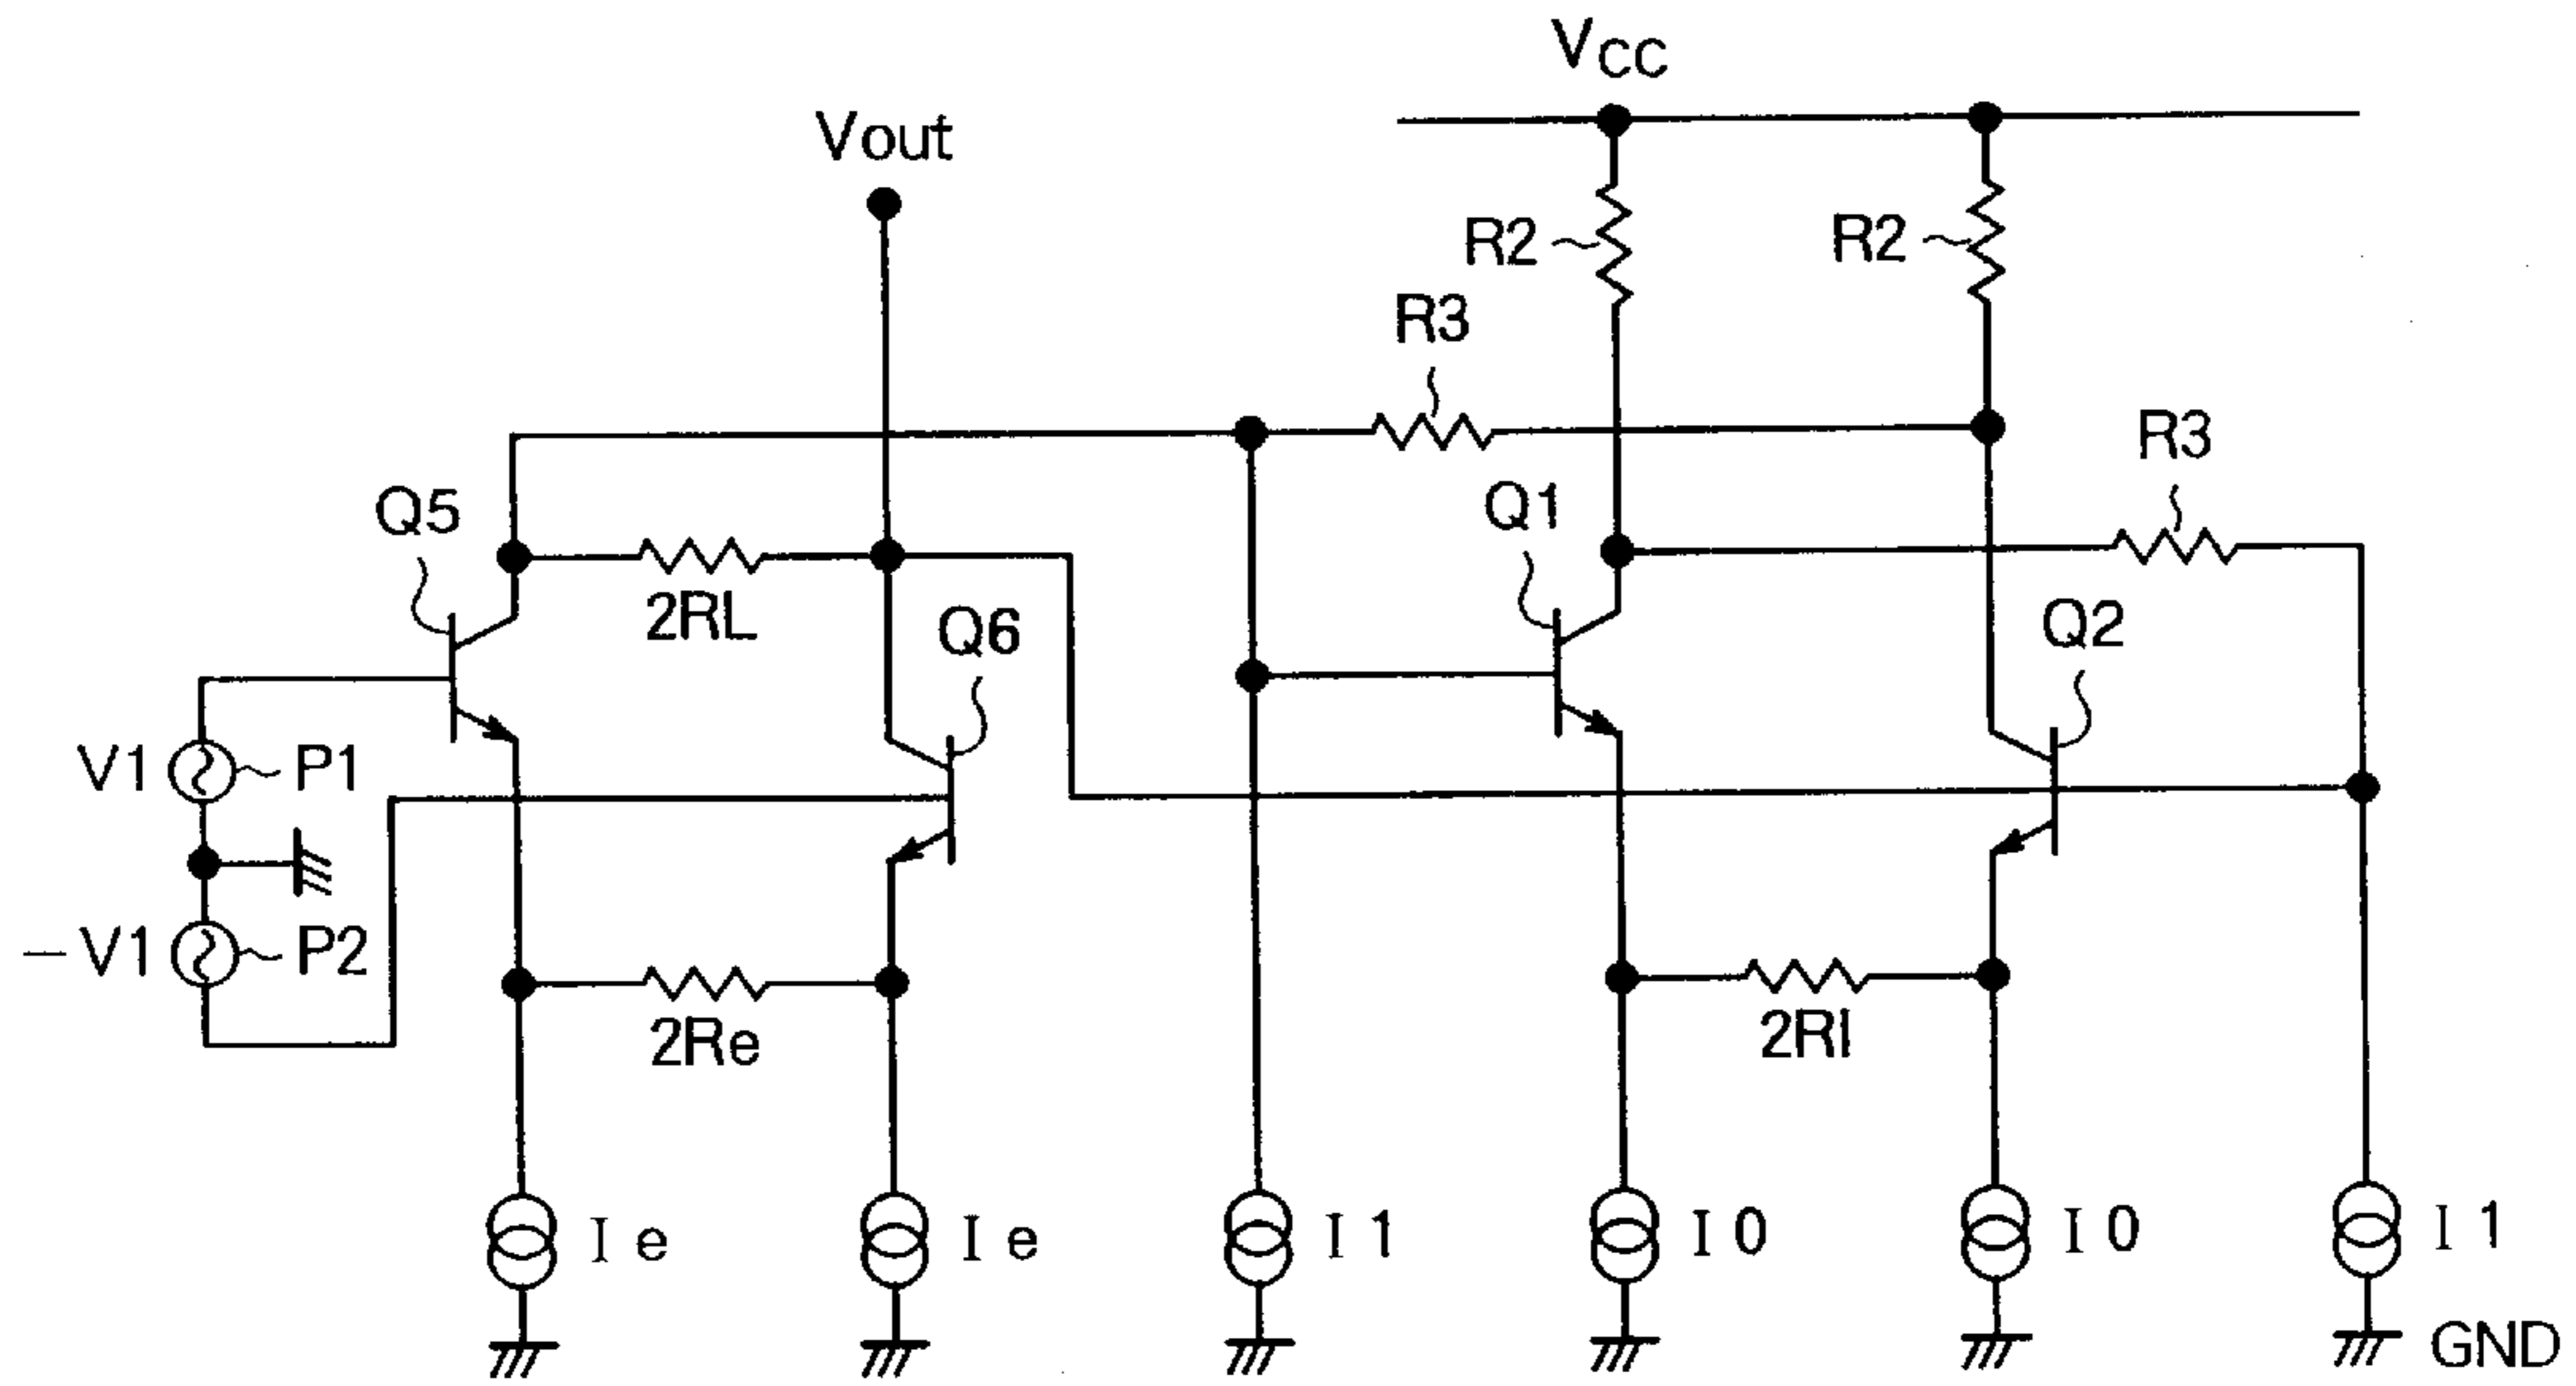 VCC
Vout
R2
R2
R3
R3
Q5
Q1
2RL
Q6
Q2
V1
P1
-V1
P2
2Re
2RI
Ie
Ie
I1
I0
I0
I1
GND